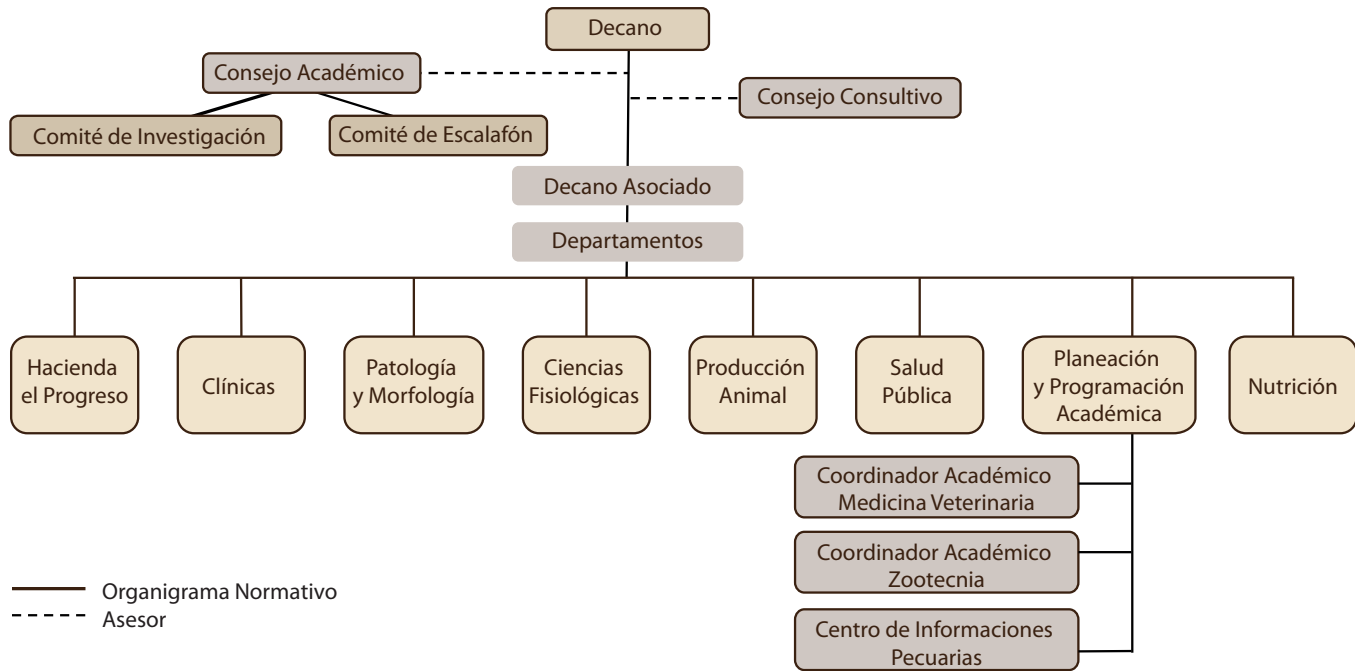 Decano
Consejo Académico
Consejo Consultivo
Comité de Investigación
Comité de Escalafón
Decano Asociado
Departamentos
Hacienda
el Progreso
Clínicas
Patología
y Morfología
Ciencias
Fisiológicas
Producción
Animal
Salud
Pública
Planeación
y Programación
Académica
Nutrición
Coordinador Académico
Medicina Veterinaria
Coordinador Académico
Zootecnia
Centro de Informaciones
Pecuarias
Organigrama Normativo
Asesor